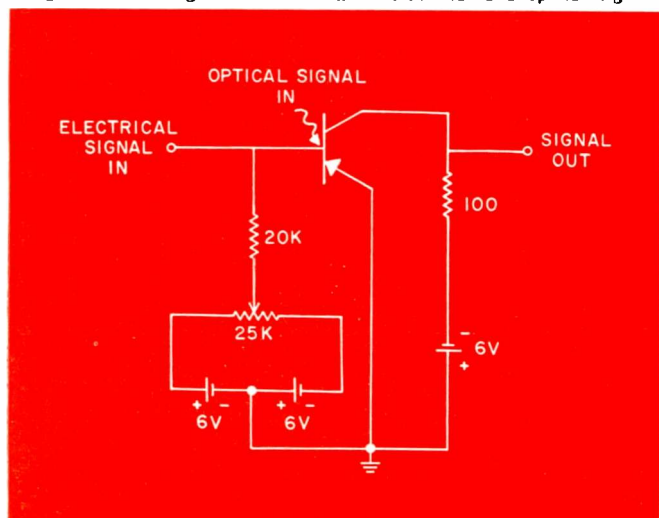 OPTICAL SIGNAL
IN
ELECTRICAL
SIGNAL
IN
SIGNAL
OUT
100
20K
25K
- 6V
+
+ - + -
6V 6V